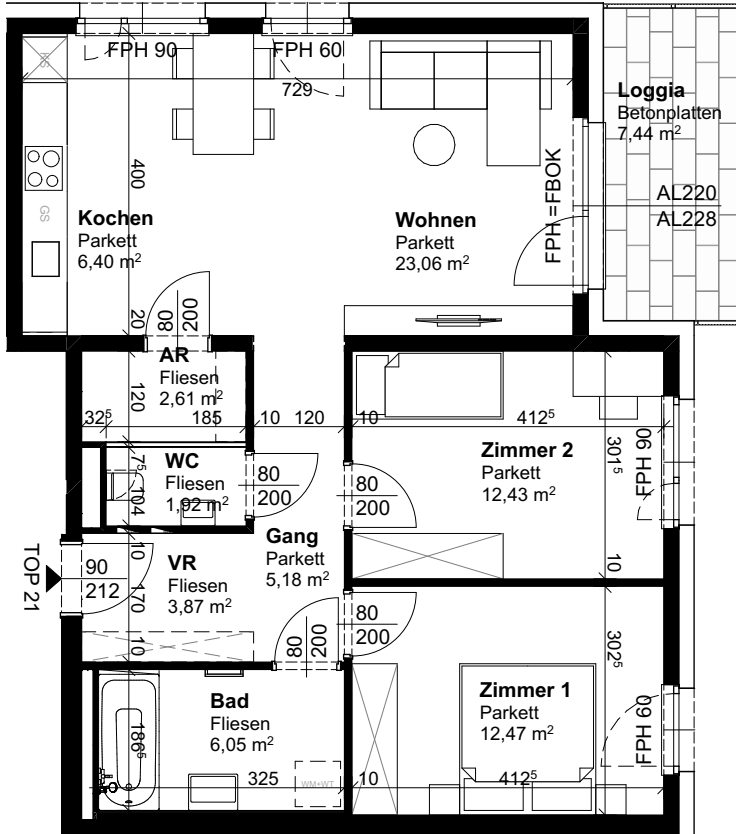 FPH 90
FPH 60
KS
729
Loggia
Betonplatten
7,44 m²
AL220
AL228
400
GS
Kochen
Parkett
6,40 m²
Wohnen
Parkett
23,06 m²
FPH =FBOK
20
80
200
AR
Fliesen
2,61 m²
120
32⁵
185
10
120
10
412⁵
WC
Fliesen
1,92 m²
7⁵
104
80
200
80
200
Zimmer 2
Parkett
12,43 m²
301⁵
FPH 90
Gang
Parkett
5,18 m²
TOP 21
90
212
10
170
10
VR
Fliesen
3,87 m²
10
80
200
80
200
302⁵
Bad
Fliesen
6,05 m²
186⁵
325
WM+WT
10
Zimmer 1
Parkett
12,47 m²
412⁵
FPH 60